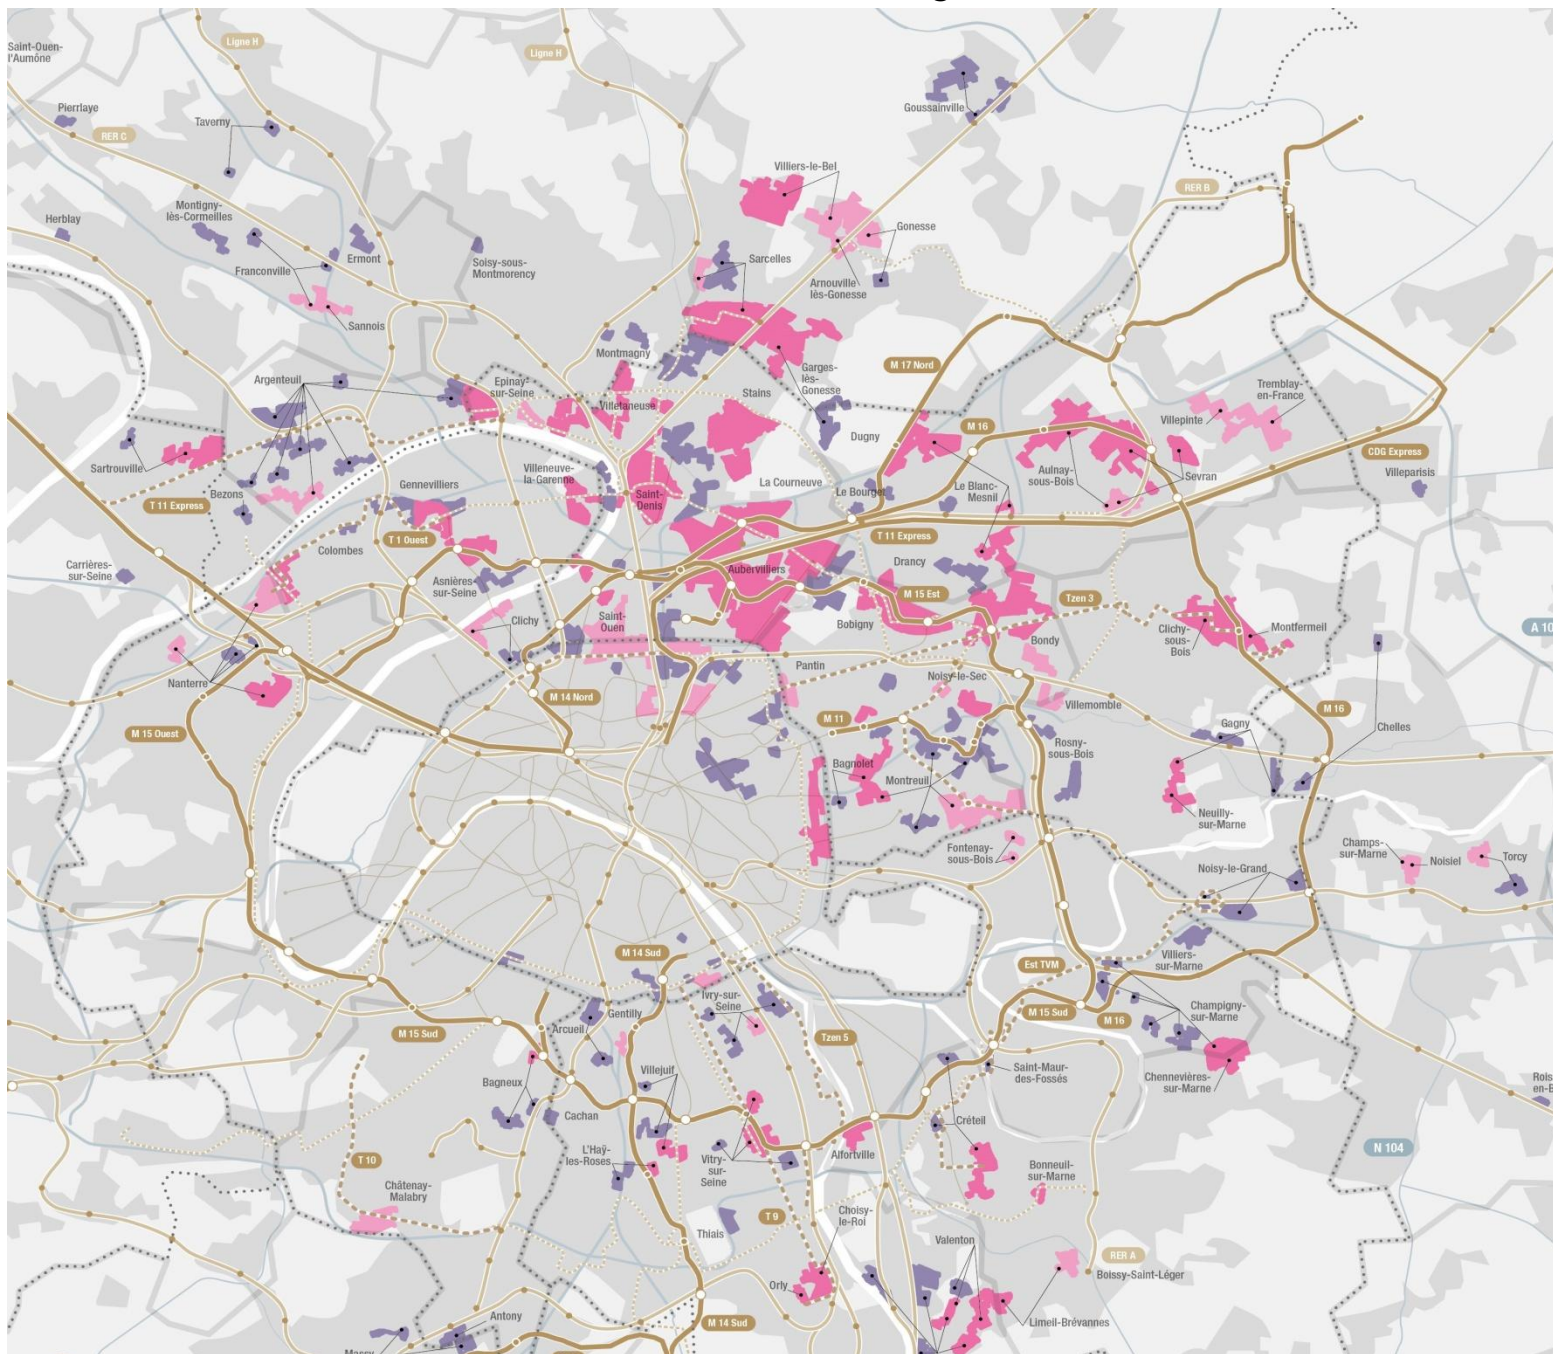 Saint-Ouen-
l'Aumône
Ligne H
Ligne H
Pierrlaye
Taverny
RER C
Goussainville
Villiers-le-Bel
RER B
Herblay
Montigny-
lès-Cormeilles
Franconville
Ermont
Soisy-sous-
Montmorency
Gonesse
Sarcelles
Arnouville
lès-Gonesse
Sannois
Montmagny
Garges-
lès-
Gonesse
M 17 Nord
Argenteuil
Epinay-
sur-Seine
Villetaneuse
Stains
Dugny
M 16
Villepinte
Tremblay-
en-France
Sartrouville
CDG Express
Villeparisis
Bezons
T 11 Express
Gennevilliers
Villeneuve-
la-Garenne
Saint-
Denis
La Courneuve
Le Bourget
Le Blanc-
Mesnil
Aulnay-
sous-Bois
Sevran
T 1 Ouest
T 11 Express
Colombes
Carrières-
sur-Seine
Asnières-
sur-Seine
Aubervilliers
Drancy
M 15 Est
Tzen 3
Clichy
Saint-
Ouen
Bobigny
Bondy
Clichy-
sous-
Bois
Montfermeil
A 10
Nanterre
Pantin
Noisy-le-Sec
M 14 Nord
M 15 Ouest
M 11
Villemomble
M 16
Rosny-
sous-Bois
Gagny
Chelles
Bagnolet
Montreuil
Neuilly-
sur-Marne
Fontenay-
sous-Bois
Champs-
sur-Marne
Noisiel
Torcy
Noisy-le-Grand
M 14 Sud
Est TVM
Villiers-
sur-Marne
Ivry-sur-
Seine
Gentilly
Arcueil
M 15 Sud
Tzen 5
M 15 Sud
M 16
Champigny-
sur-Marne
Villejuif
Saint-Maur-
des-Fossés
Chennevières-
sur-Marne
Rois
en-B
Bagneux
Cachan
Créteil
L'Haÿ-
les-Roses
Vitry-
sur-
Seine
Alfortville
T 10
Châtenay-
Malabry
Bonneuil-
sur-Marne
N 104
Choisy-
le-Roi
Thiais
T 9
Valenton
RER A
Boissy-Saint-Léger
Orly
Limeil-Brévannes
Antony
M 14 Sud
Massy